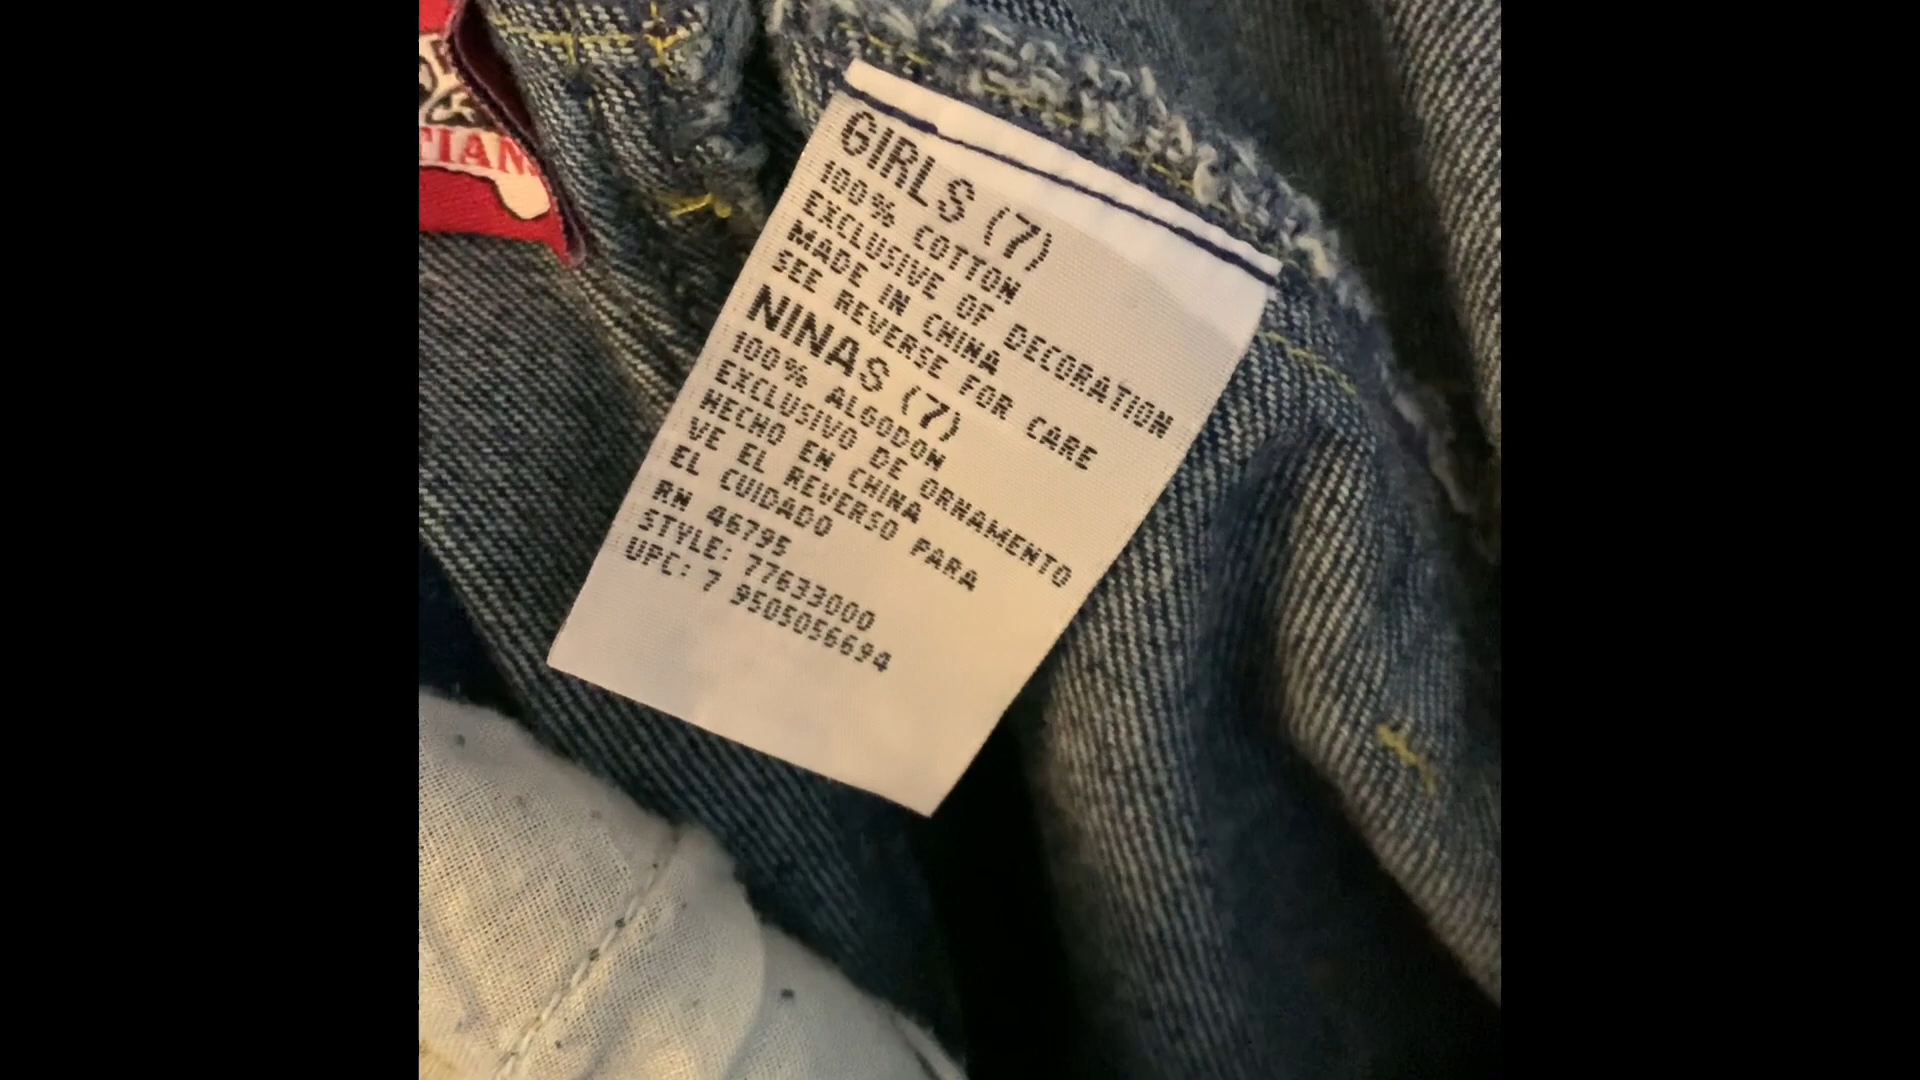 TIAN
GIRLS (7)
100% COTTON
EXCLUSIVE OF DECORATION
MADE IN CHINA
SEE REVERSE FOR CARE
NINAS (7)
100% ALGODON
EXCLUSIVO DE ORNAMENTO
HECHO EN CHINA
VE EL REVERSO PARA
EL CUIDADO
RN 46795
STYLE: 77633000
UPC: 7 9505056694